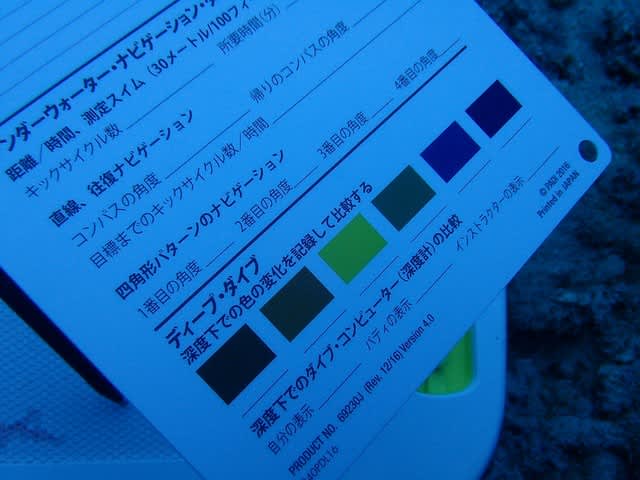 ンダーウォーター・ナビゲーション・
距離／時間、測定スイム（30メートル/100フィ
キックサイクル数
所要時間（分）
直線、往復ナビゲーション
コンパスの角度
帰りのコンパスの角度
目標までのキックサイクル数／時間
四角形パターンのナビゲーション
1番目の角度
2番目の角度
3番目の角度
4番目の角度
ディープ・ダイブ
深度下での色の変化を記録して比較する
深度下でのダイブ・コンピューター（深度計）の比較
自分の表示
バディの表示
インストラクターの表示
PRODUCT NO. 69230J (Rev. 12/16) Version 4.0
© PADI 2016
Printed in JAPAN